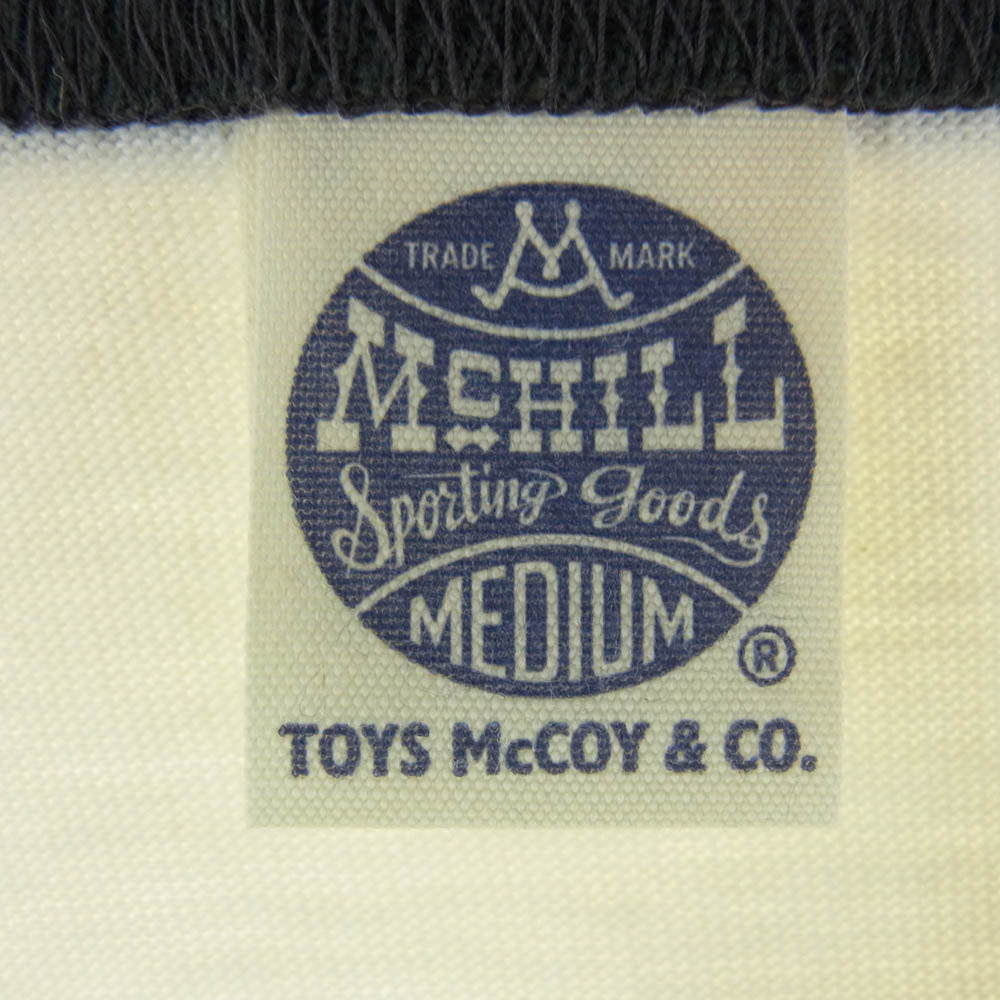 TRADE M MARK
McHILL
Sporting Goods
MEDIUM
®
TOYS McCOY & CO.